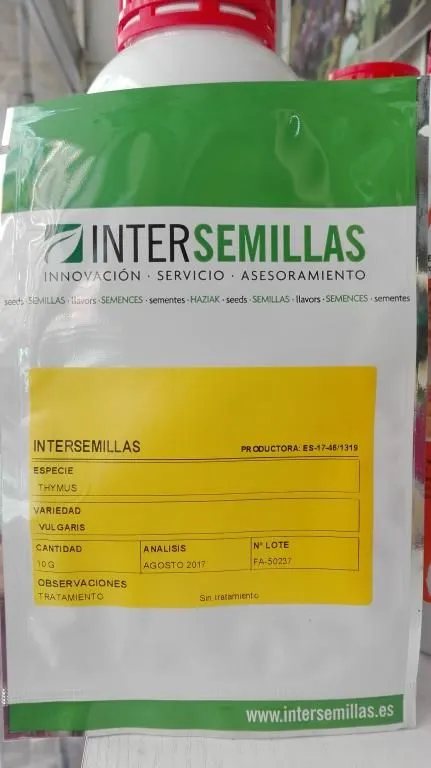 INTERSEMILLAS
INNOVACIÓN · SERVICIO · ASESORAMIENTO
seeds · SEMILLAS · llavors · SEMENCES · sementes · HAZIAK · seeds · SEMILLAS · llavors · SEMENCES · sementes
INTERSEMILLAS PRODUCTORA: ES-17-46/1319
ESPECIE
THYMUS
VARIEDAD
VULGARIS
CANTIDAD ANALISIS Nº LOTE
10 G AGOSTO 2017 FA-50237
OBSERVACIONES
TRATAMIENTO Sin tratamiento
www.intersemillas.es